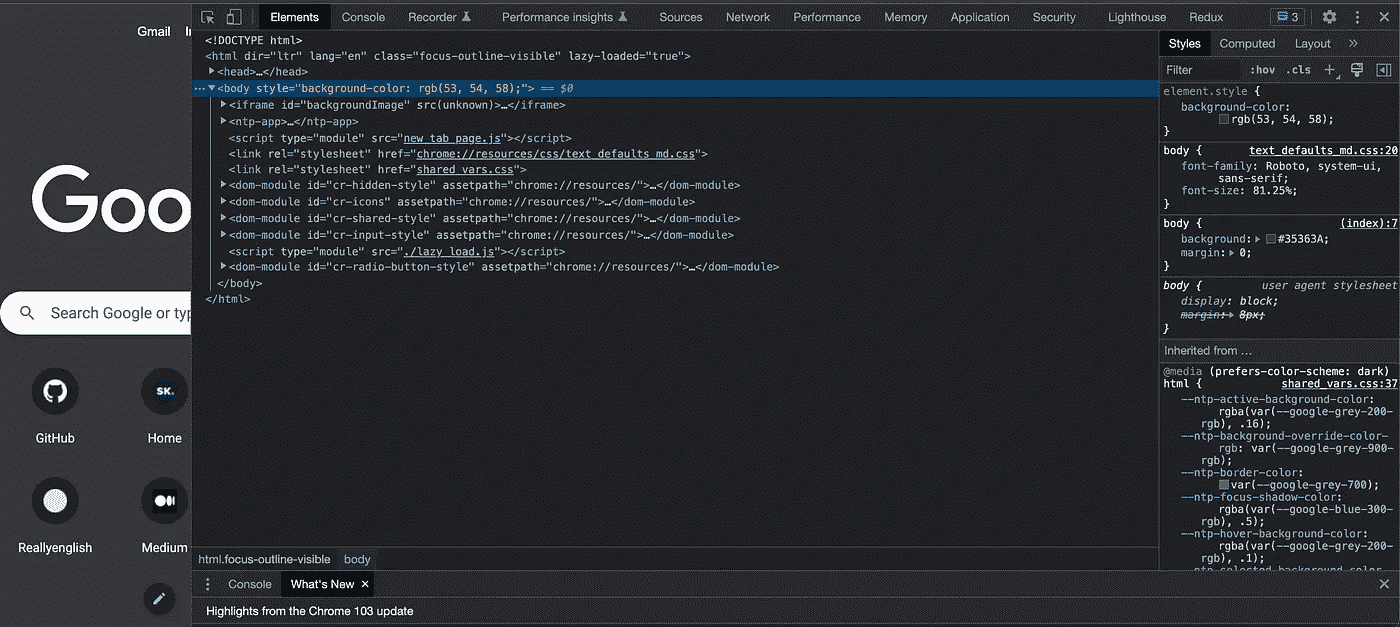 Gmail
Goo
Search Google or typ
GitHub
SK.
Home
Reallyenglish
Medium
Elements Console Recorder Performance insights Sources Network Performance Memory Application Security Lighthouse Redux 3
<!DOCTYPE html>
<html dir="ltr" lang="en" class="focus-outline-visible" lazy-loaded="true">
<head>…</head>
<body style="background-color: rgb(53, 54, 58);"> == $0
<iframe id="backgroundImage" src(unknown)>…</iframe>
<ntp-app>…</ntp-app>
<script type="module" src="new_tab_page.js"></script>
<link rel="stylesheet" href="chrome://resources/css/text_defaults_md.css">
<link rel="stylesheet" href="shared_vars.css">
<dom-module id="cr-hidden-style" assetpath="chrome://resources/">…</dom-module>
<dom-module id="cr-icons" assetpath="chrome://resources/">…</dom-module>
<dom-module id="cr-shared-style" assetpath="chrome://resources/">…</dom-module>
<dom-module id="cr-input-style" assetpath="chrome://resources/">…</dom-module>
<script type="module" src="./lazy_load.js"></script>
<dom-module id="cr-radio-button-style" assetpath="chrome://resources/">…</dom-module>
</body>
</html>
html.focus-outline-visible body
Console What's New
Highlights from the Chrome 103 update
Styles Computed Layout
Filter :hov .cls
element.style {
background-color:
rgb(53, 54, 58);
}
body { text_defaults_md.css:20
font-family: Roboto, system-ui,
sans-serif;
font-size: 81.25%;
}
body { (index):7
background: #35363A;
margin: 0;
}
body { user agent stylesheet
display: block;
margin: 8px;
}
Inherited from …
@media (prefers-color-scheme: dark)
html { shared_vars.css:37
--ntp-active-background-color:
rgba(var(--google-grey-200-
rgb), .16);
--ntp-background-override-color-
rgb: var(--google-grey-900-
rgb);
--ntp-border-color:
var(--google-grey-700);
--ntp-focus-shadow-color:
rgba(var(--google-blue-300-
rgb), .5);
--ntp-hover-background-color:
rgba(var(--google-grey-200-
rgb), .1);
--ntp-selected-background-color